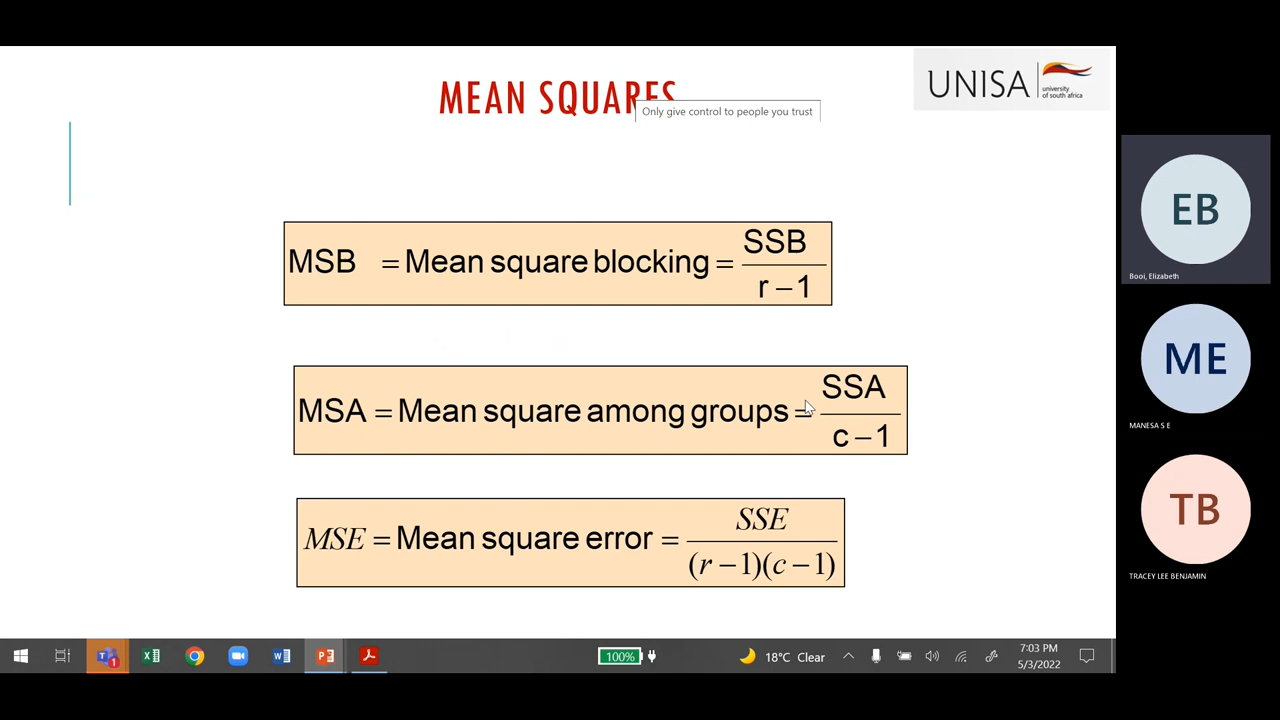 MEAN SQUARES
Only give control to people you trust
UNISA
university
of south africa
MSB = Mean square blocking = SSB / r − 1
MSA = Mean square among groups = SSA / c − 1
MSE = Mean square error = SSE / (r − 1)(c − 1)
EB
Booi, Elizabeth
ME
MANESA S E
TB
TRACEY LEE BENJAMIN
1
100%
18°C Clear
7:03 PM
5/3/2022